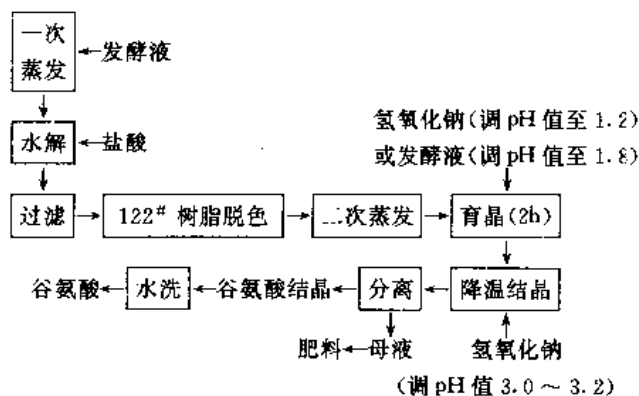 一次
蒸发
发酵液
水解
盐酸
氢氧化钠(调pH值至1.2)
或发酵液(调pH值至1.8)
过滤
122# 树脂脱色
二次蒸发
育晶(2h)
谷氨酸
水洗
谷氨酸结晶
分离
降温结晶
肥料
母液
氢氧化钠
(调pH值3.0～3.2)